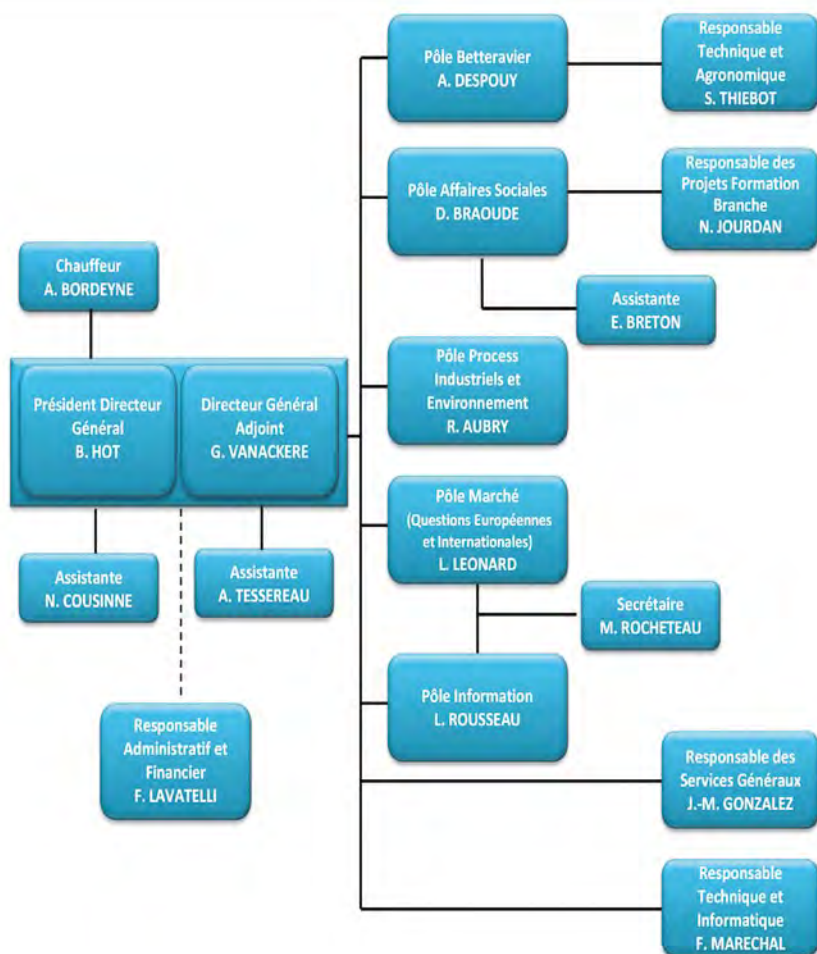 Pôle Betteravier
A. DESPOUY
Responsable
Technique et
Agronomique
S. THIEBOT
Pôle Affaires Sociales
D. BRAOUDE
Responsable des
Projets Formation
Branche
N. JOURDAN
Chauffeur
A. BORDEYNE
Assistante
E. BRETON
Président Directeur
Général
B. HOT
Directeur Général
Adjoint
G. VANACKERE
Pôle Process
Industriels et
Environnement
R. AUBRY
Pôle Marché
(Questions Européennes
et Internationales)
L. LEONARD
Assistante
N. COUSINNE
Assistante
A. TESSEREAU
Secrétaire
M. ROCHETEAU
Pôle Information
L. ROUSSEAU
Responsable
Administratif et
Financier
F. LAVATELLI
Responsable des
Services Généraux
J.-M. GONZALEZ
Responsable
Technique et
Informatique
F. MARECHAL